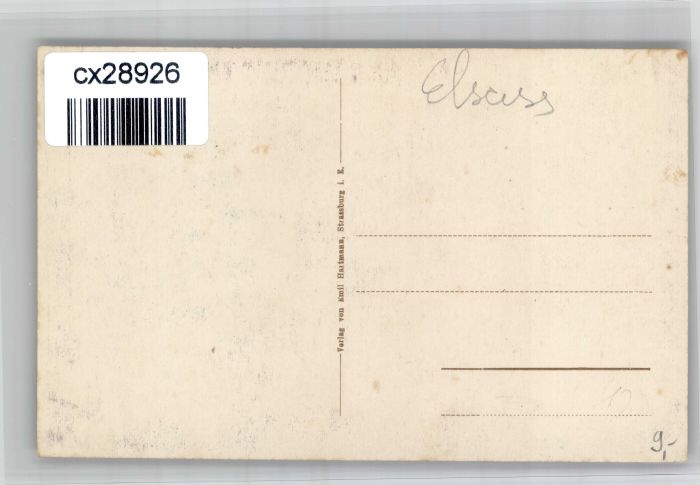 cx28926
Elsass
Verlag von Emil Hartmann, Strassburg i. E.
9,-